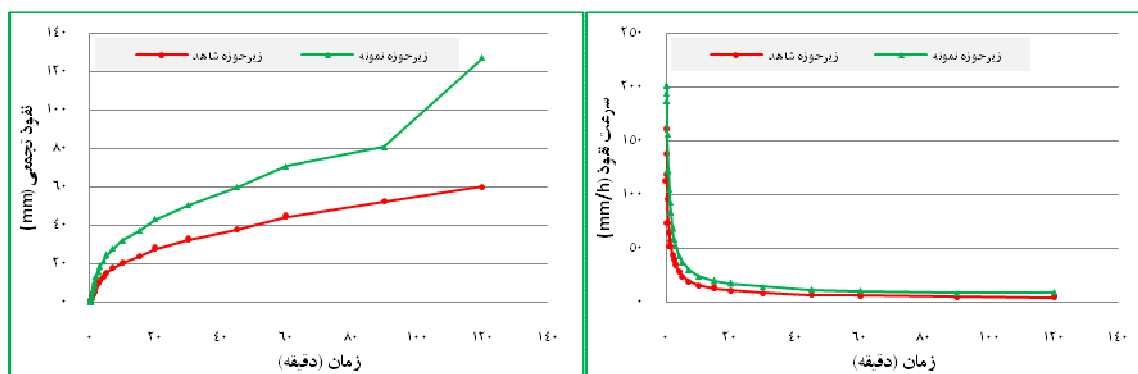 ۱۴۰
۱۲۰
۱۰۰
۸۰
۶۰
۴۰
۲۰
۰
نفوذ تجمعی (mm)
زیرحوزه شاهد
زیرحوزه نمونه
۰ ۲۰ ۴۰ ۶۰ ۸۰ ۱۰۰ ۱۲۰ ۱۴۰
زمان (دقیقه)
۲۵۰
۲۰۰
۱۵۰
۱۰۰
۵۰
۰
سرعت نفوذ (mm/h)
زیرحوزه شاهد
زیرحوزه نمونه
۰ ۲۰ ۴۰ ۶۰ ۸۰ ۱۰۰ ۱۲۰ ۱۴۰
زمان (دقیقه)